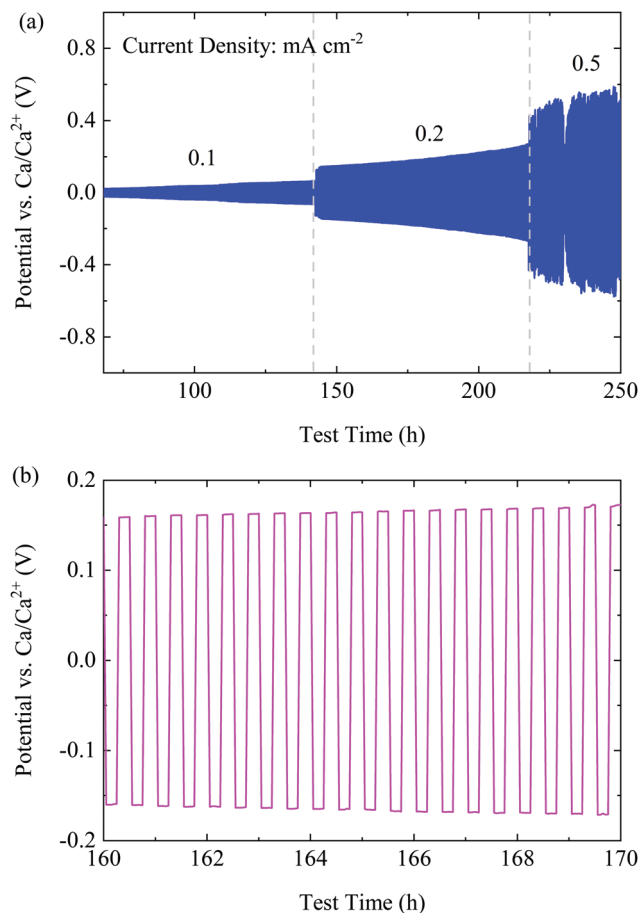 (a)
Current Density: mA cm⁻²
0.1
0.2
0.5
0.8
0.4
0.0
-0.4
-0.8
Potential vs. Ca/Ca²⁺ (V)
100 150 200 250
Test Time (h)
(b)
0.2
0.1
0.0
-0.1
-0.2
Potential vs. Ca/Ca²⁺ (V)
160 162 164 166 168 170
Test Time (h)